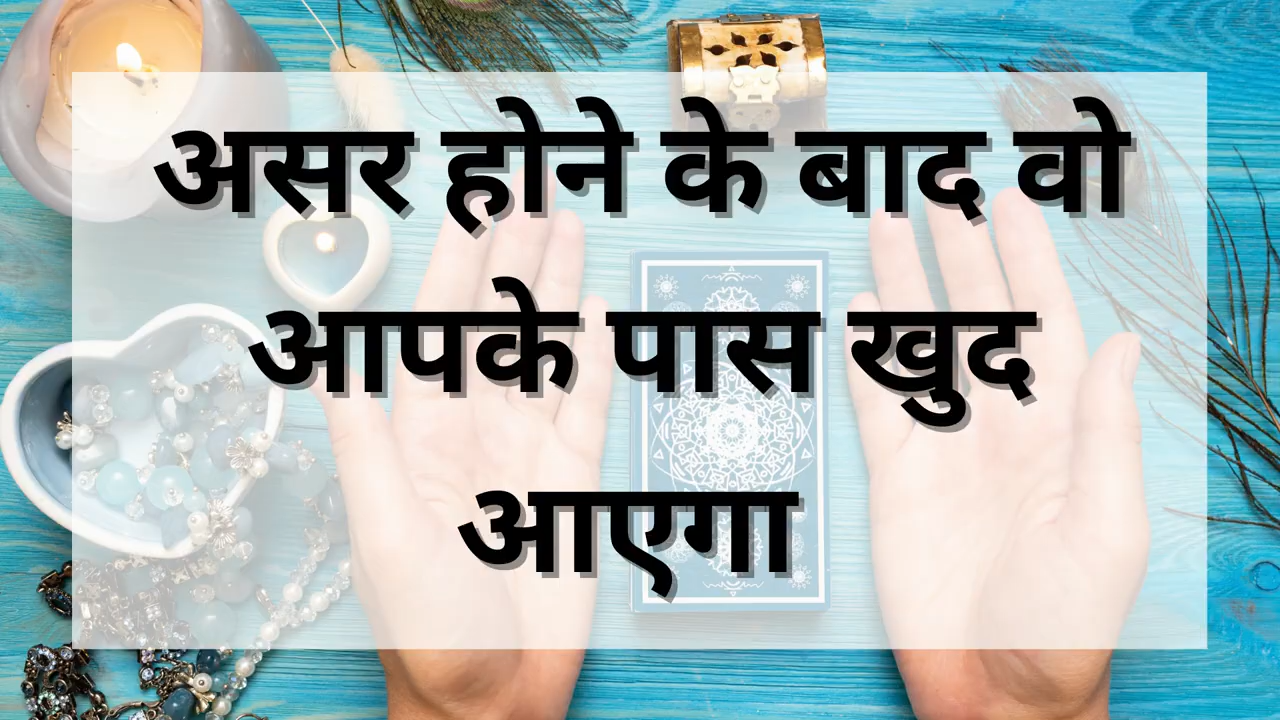 असर होने के बाद वो
आपके पास खुद
आएगा